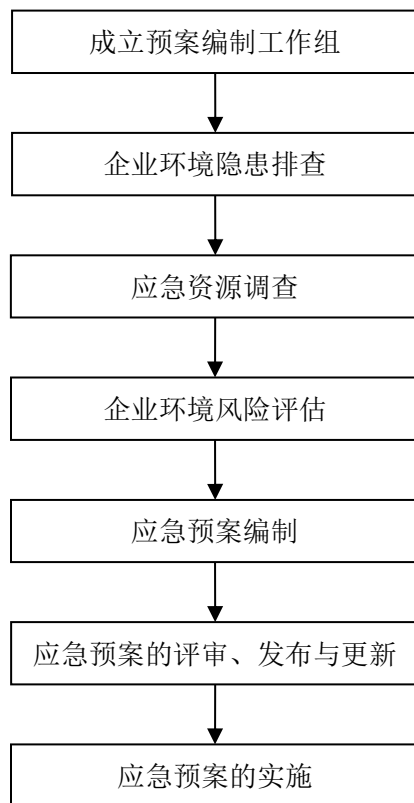 成立预案编制工作组
企业环境隐患排查
应急资源调查
企业环境风险评估
应急预案编制
应急预案的评审、发布与更新
应急预案的实施